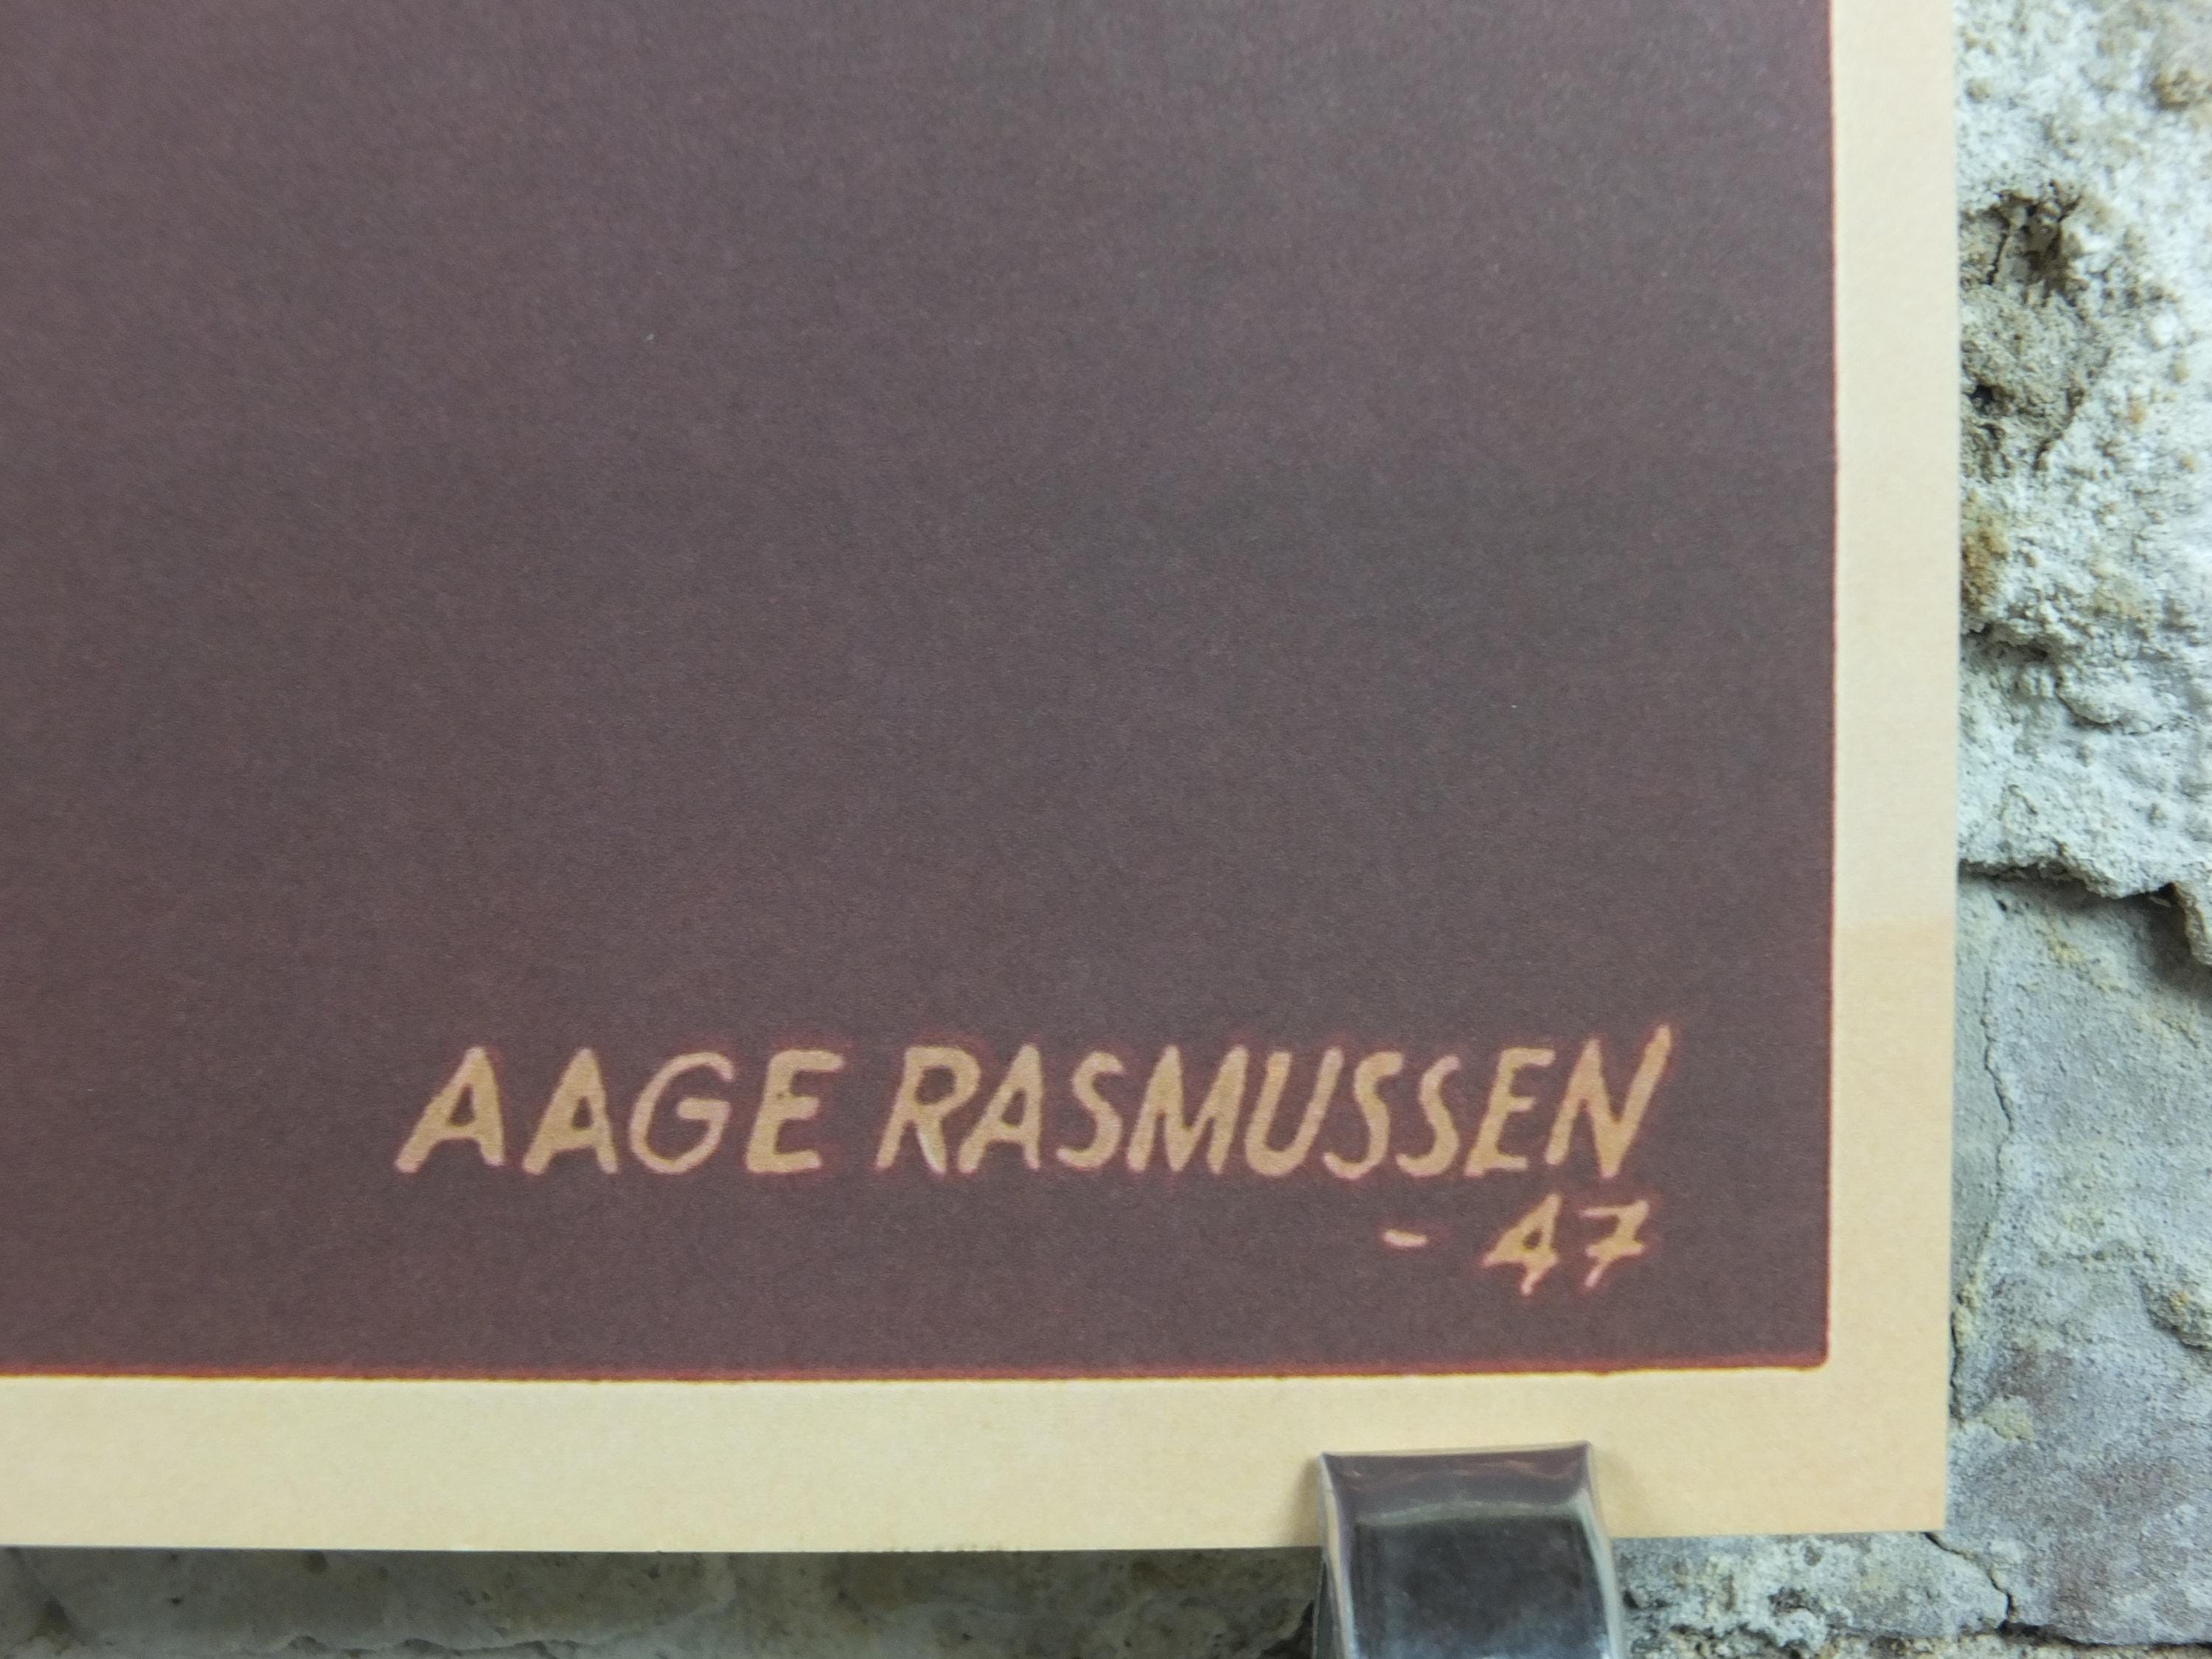 AAGE RASMUSSEN
- 47